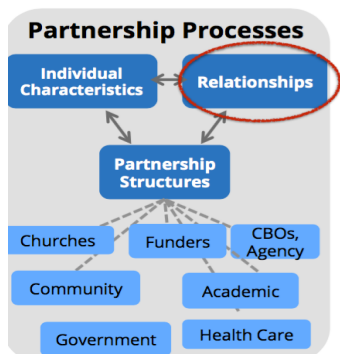 Partnership Processes
Individual
Characteristics
Relationships
Partnership
Structures
Churches
Funders
CBOs,
Agency
Community
Academic
Government
Health Care